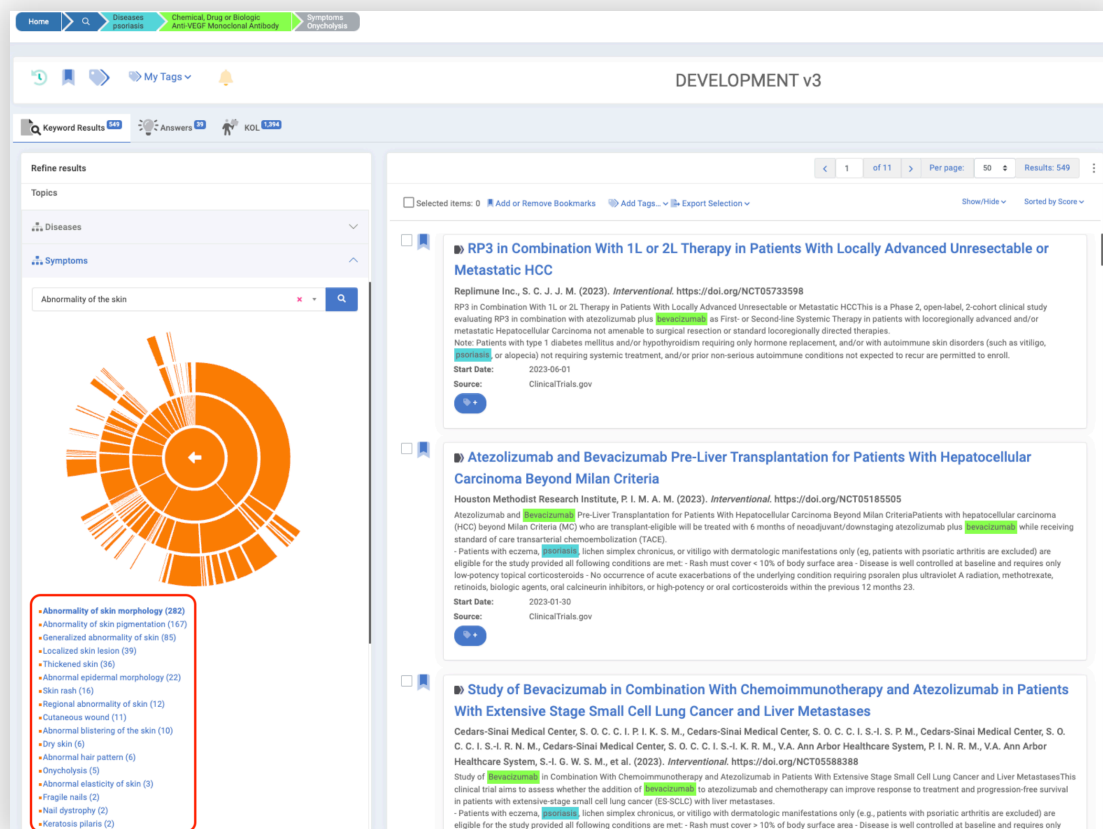 Home
Diseases
psoriasis
Chemical, Drug or Biologic
Anti-VEGF Monoclonal Antibody
Symptoms
Onycholysis
My Tags
DEVELOPMENT v3
Keyword Results 549
Answers 39
KOL 1,394
Refine results
Topics
Diseases
Symptoms
Abnormality of the skin
Abnormality of skin morphology (282)
Abnormality of skin pigmentation (167)
Generalized abnormality of skin (85)
Localized skin lesion (39)
Thickened skin (36)
Abnormal epidermal morphology (22)
Skin rash (16)
Regional abnormality of skin (12)
Cutaneous wound (11)
Abnormal blistering of the skin (10)
Dry skin (6)
Abnormal hair pattern (6)
Onycholysis (5)
Abnormal elasticity of skin (3)
Fragile nails (2)
Nail dystrophy (2)
Keratosis pilaris (2)
1 of 11 Per page: 50 Results: 549
Selected items: 0 Add or Remove Bookmarks Add Tags... Export Selection Show/Hide Sorted by Score
RP3 in Combination With 1L or 2L Therapy in Patients With Locally Advanced Unresectable or
Metastatic HCC
Replimune Inc., S. C. J. J. M. (2023). Interventional. https://doi.org/NCT05733598
RP3 in Combination With 1L or 2L Therapy in Patients With Locally Advanced Unresectable or Metastatic HCCThis is a Phase 2, open-label, 2-cohort clinical study
evaluating RP3 in combination with atezolizumab plus bevacizumab as First- or Second-line Systemic Therapy in patients with locoregionally advanced and/or
metastatic Hepatocellular Carcinoma not amenable to surgical resection or standard locoregionally directed therapies.
Note: Patients with type 1 diabetes mellitus and/or hypothyroidism requiring only hormone replacement, and/or with autoimmune skin disorders (such as vitiligo,
psoriasis, or alopecia) not requiring systemic treatment, and/or prior non-serious autoimmune conditions not expected to recur are permitted to enroll.
Start Date: 2023-06-01
Source: ClinicalTrials.gov
Atezolizumab and Bevacizumab Pre-Liver Transplantation for Patients With Hepatocellular
Carcinoma Beyond Milan Criteria
Houston Methodist Research Institute, P. I. M. A. M. (2023). Interventional. https://doi.org/NCT05185505
Atezolizumab and Bevacizumab Pre-Liver Transplantation for Patients With Hepatocellular Carcinoma Beyond Milan CriteriaPatients with hepatocellular carcinoma
(HCC) beyond Milan Criteria (MC) who are transplant-eligible will be treated with 6 months of neoadjuvant/downstaging atezolizumab plus bevacizumab while receiving
standard of care transarterial chemoembolization (TACE).
- Patients with eczema, psoriasis, lichen simplex chronicus, or vitiligo with dermatologic manifestations only (eg, patients with psoriatic arthritis are excluded) are
eligible for the study provided all following conditions are met: - Rash must cover < 10% of body surface area - Disease is well controlled at baseline and requires only
low-potency topical corticosteroids - No occurrence of acute exacerbations of the underlying condition requiring psoralen plus ultraviolet A radiation, methotrexate,
retinoids, biologic agents, oral calcineurin inhibitors, or high-potency or oral corticosteroids within the previous 12 months 23.
Start Date: 2023-01-30
Source: ClinicalTrials.gov
Study of Bevacizumab in Combination With Chemoimmunotherapy and Atezolizumab in Patients
With Extensive Stage Small Cell Lung Cancer and Liver Metastases
Cedars-Sinai Medical Center, S. O. C. C. I. P. I. K. S. M., Cedars-Sinai Medical Center, S. O. C. C. I. S.-I. S. P. M., Cedars-Sinai Medical Center, S. O.
C. C. I. S.-I. R. N. M., Cedars-Sinai Medical Center, S. O. C. C. I. S.-I. K. R. M., V.A. Ann Arbor Healthcare System, P. I. N. R. M., V.A. Ann Arbor
Healthcare System, S.-I. G. W. S. M., et al. (2023). Interventional. https://doi.org/NCT05588388
Study of Bevacizumab in Combination With Chemoimmunotherapy and Atezolizumab in Patients With Extensive Stage Small Cell Lung Cancer and Liver MetastasesThis
clinical trial aims to assess whether the addition of bevacizumab to atezolizumab and chemotherapy can improve response to treatment and progression-free survival
in patients with extensive-stage small cell lung cancer (ES-SCLC) with liver metastases.
- Patients with eczema, psoriasis, lichen simplex chronicus, or vitiligo with dermatologic manifestations only (e.g., patients with psoriatic arthritis are excluded) are
eligible for the study provided all following conditions are met: - Rash must cover > 10% of body surface area - Disease is well controlled at baseline and requires only